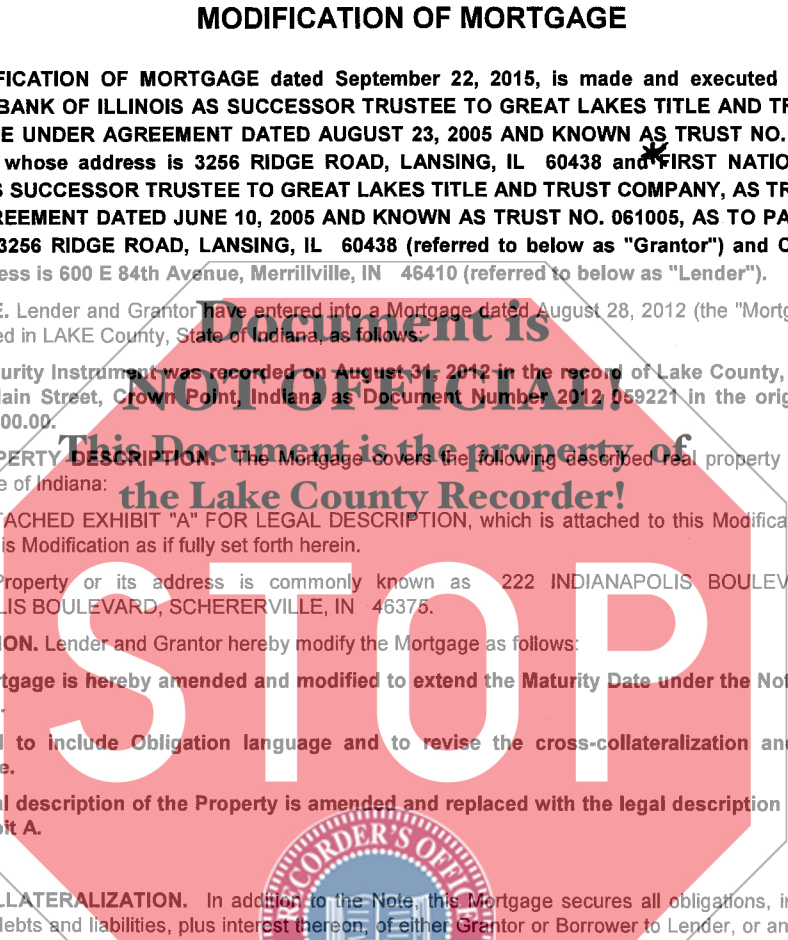 MODIFICATION OF MORTGAGE
FICATION OF MORTGAGE dated September 22, 2015, is made and executed
BANK OF ILLINOIS AS SUCCESSOR TRUSTEE TO GREAT LAKES TITLE AND TR
E UNDER AGREEMENT DATED AUGUST 23, 2005 AND KNOWN AS TRUST NO.
whose address is 3256 RIDGE ROAD, LANSING, IL 60438 and FIRST NATIO
S SUCCESSOR TRUSTEE TO GREAT LAKES TITLE AND TRUST COMPANY, AS TR
REEMENT DATED JUNE 10, 2005 AND KNOWN AS TRUST NO. 061005, AS TO PA
3256 RIDGE ROAD, LANSING, IL 60438 (referred to below as "Grantor") and C
ess is 600 E 84th Avenue, Merrillville, IN 46410 (referred to below as "Lender").
E. Lender and Grantor have entered into a Mortgage dated August 28, 2012 (the "Mortg
ed in LAKE County, State of Indiana, as follows:
Document is
urity Instrument was recorded on August 31, 2012 in the record of Lake County,
NOT OFFICIAL!
lain Street, Crown Point, Indiana as Document Number 2012 059221 in the orig
00.00.
This Document is the property of
PERTY DESCRIPTION. The Mortgage covers the following described real property
e of Indiana:
the Lake County Recorder!
TACHED EXHIBIT "A" FOR LEGAL DESCRIPTION, which is attached to this Modifica
is Modification as if fully set forth herein.
Property or its address is commonly known as 222 INDIANAPOLIS BOULEV
LIS BOULEVARD, SCHERERVILLE, IN 46375.
ION. Lender and Grantor hereby modify the Mortgage as follows:
STOP
rtgage is hereby amended and modified to extend the Maturity Date under the Not
.
d to include Obligation language and to revise the cross-collateralization an
e.
al description of the Property is amended and replaced with the legal description
bit A.
RECORDER'S OFFICE
LLATERALIZATION. In addition to the Note, this Mortgage secures all obligations, i
debts and liabilities, plus interest thereon, of either Grantor or Borrower to Lender, or an